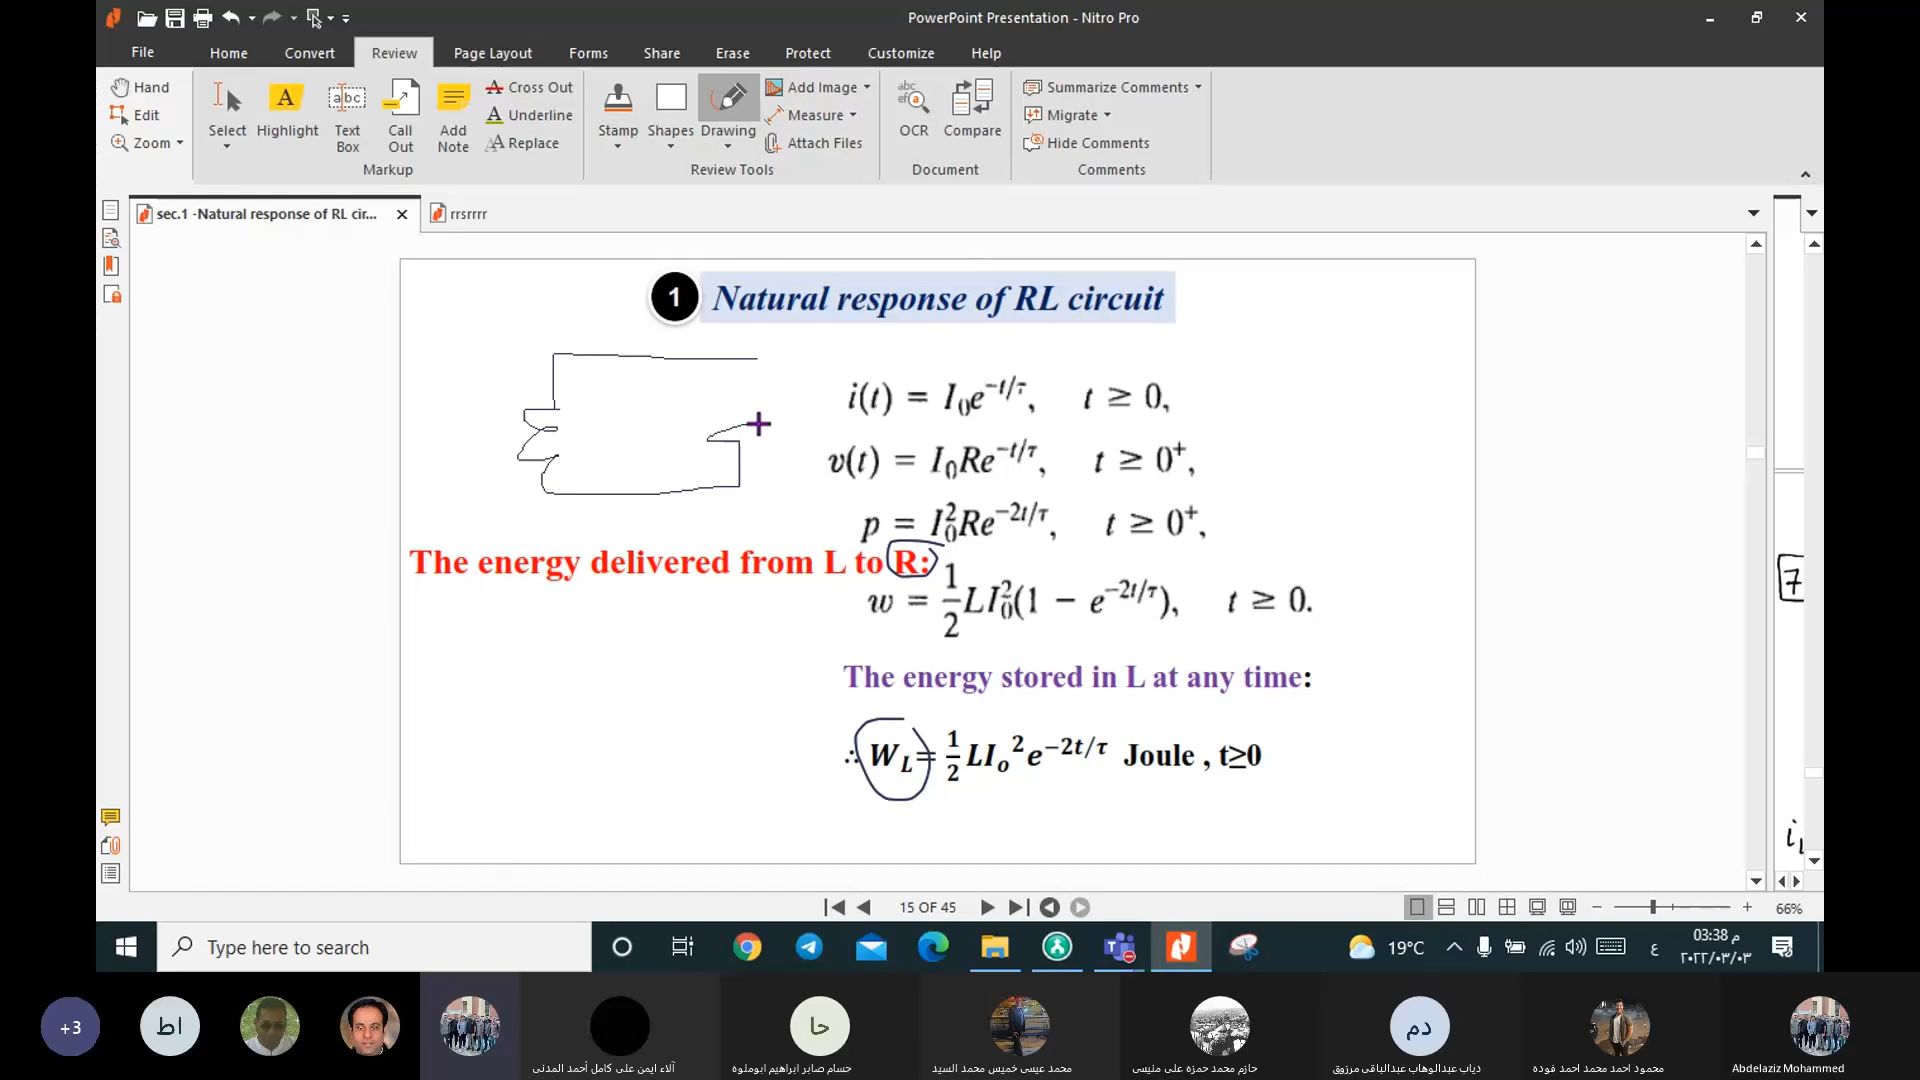 PowerPoint Presentation - Nitro Pro
File Home Convert Review Page Layout Forms Share Erase Protect Customize Help
Hand
Edit
Zoom
Select
Highlight
Text Box
Call Out
Add Note
Cross Out
Underline
Replace
Markup
Stamp
Shapes
Drawing
Add Image
Measure
Attach Files
Review Tools
OCR
Compare
Document
Summarize Comments
Migrate
Hide Comments
Comments
sec.1 -Natural response of RL cir...
rrsrrrr
1 Natural response of RL circuit
i(t) = I₀e^{-t/τ}, t ≥ 0,
v(t) = I₀Re^{-t/τ}, t ≥ 0⁺,
p = I₀²Re^{-2t/τ}, t ≥ 0⁺,
The energy delivered from L to R:
w = 1/2 LI₀²(1 − e^{-2t/τ}), t ≥ 0.
The energy stored in L at any time:
∴ W_L = 1/2 LI_o² e^{−2t/τ} Joule , t≥0
7
i_L
15 OF 45
66%
Type here to search
19°C
ع
03:38 م
٢٠٢٢/٠٣/٠٣
+3
اط
آلاء ايمن على كامل أحمد المدنى
حا
حسام صابر ابراهيم ابوملوة
محمد عيسى خميس محمد السيد
حازم محمد حمزه على منيسى
دم
دياب عبدالوهاب عبدالباقى مرزوق
محمود احمد محمد احمد فوده
Abdelaziz Mohammed